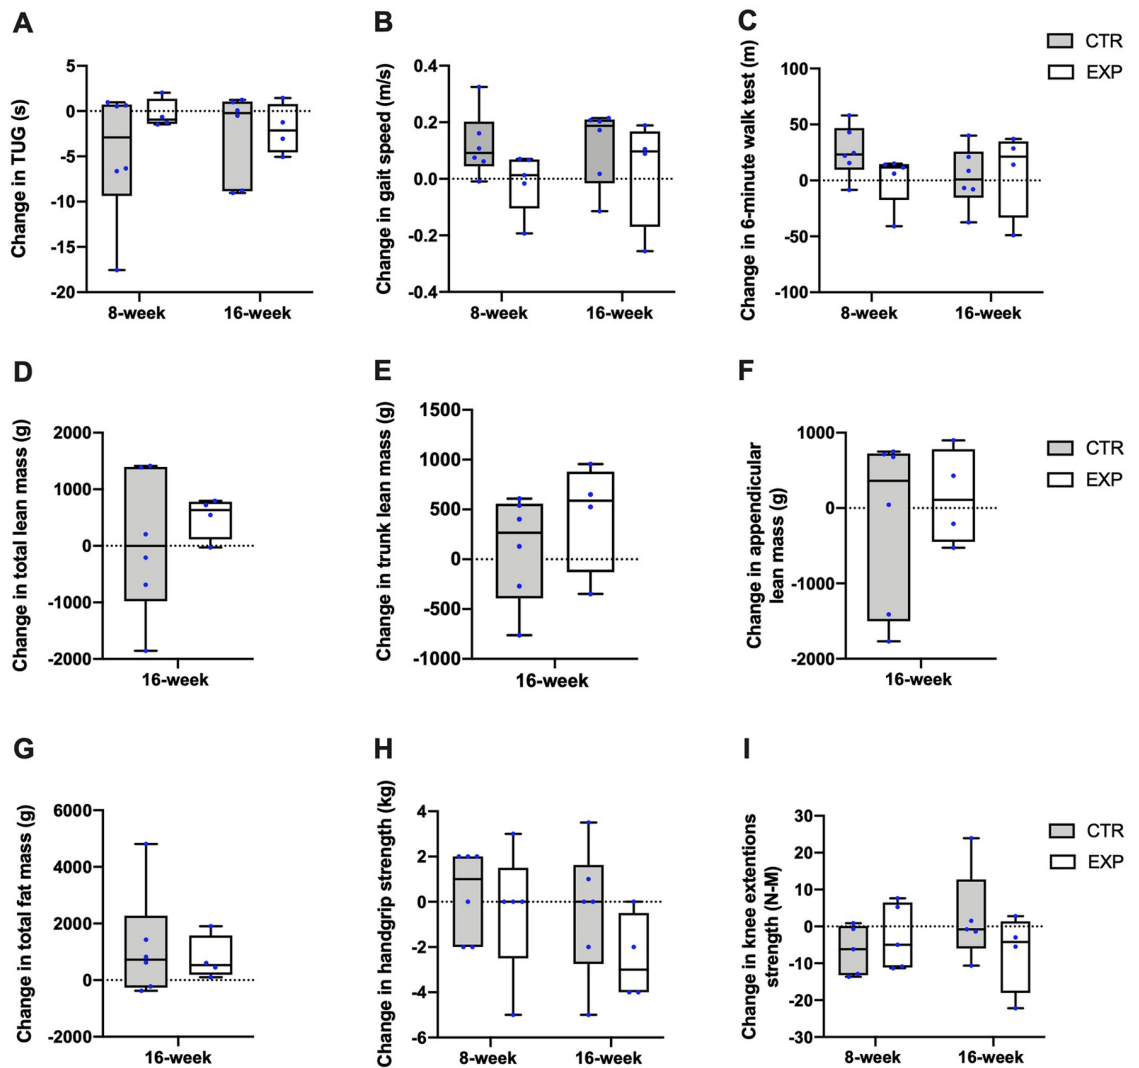 A
Change in TUG (s)
5
0
-5
-10
-15
-20
8-week
16-week
B
Change in gait speed (m/s)
0.4
0.2
0.0
-0.2
-0.4
8-week
16-week
C
Change in 6-minute walk test (m)
100
50
0
-50
-100
8-week
16-week
CTR
EXP
D
Change in total lean mass (g)
2000
1000
0
-1000
-2000
16-week
E
Change in trunk lean mass (g)
1500
1000
500
0
-500
-1000
16-week
F
Change in appendicular
lean mass (g)
1000
0
-1000
-2000
16-week
CTR
EXP
G
Change in total fat mass (g)
6000
4000
2000
0
-2000
16-week
H
Change in handgrip strength (kg)
4
2
0
-2
-4
-6
8-week
16-week
I
Change in knee extentions
strength (N-M)
30
20
10
0
-10
-20
-30
8-week
16-week
CTR
EXP